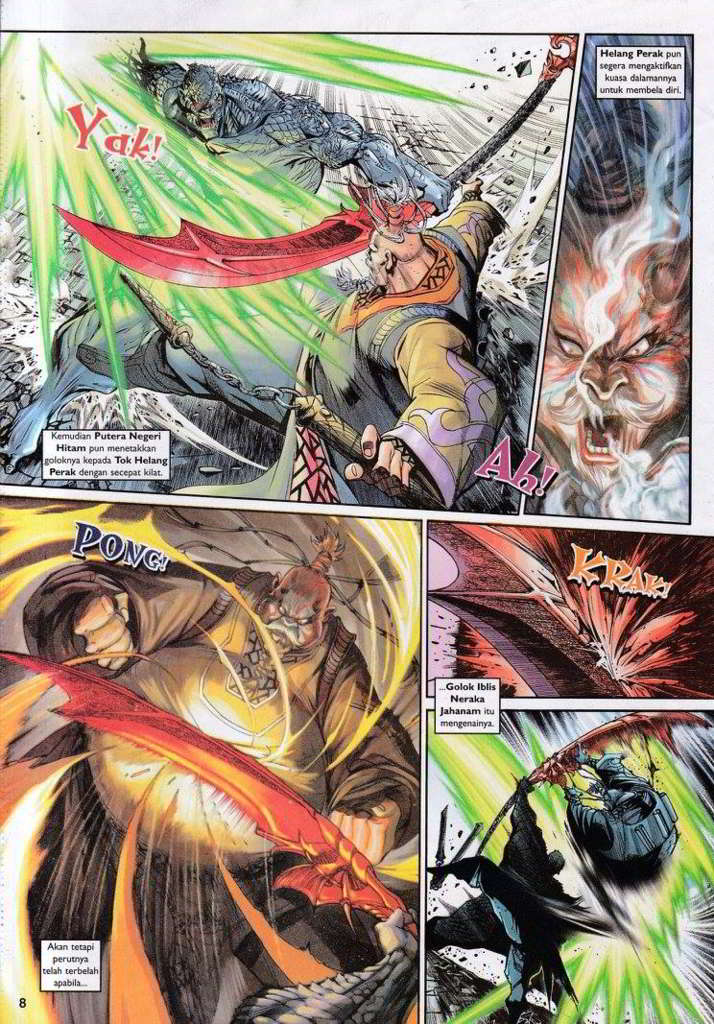 Yak!
Kemudian Putera Negeri
Hitam pun menetakkan
goloknya kepada Tok Helang
Perak dengan secepat kilat.
Ah!
Helang Perak pun
segera mengaktifkan
kuasa dalamannya
untuk membela diri.
PONG!
Akan tetapi
perutnya
telah terbelah
apabila...
KRAK!
...Golok Iblis
Neraka
Jahanam itu
mengenainya.
8